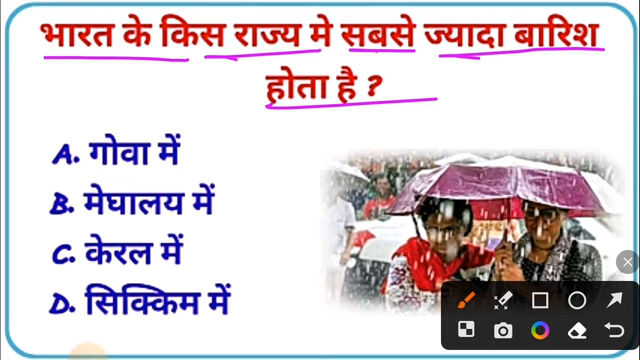 भारत के किस राज्य मे सबसे ज्यादा बारिश
होता है ?
A. गोवा में
B. मेघालय में
C. केरल में
D. सिक्किम में